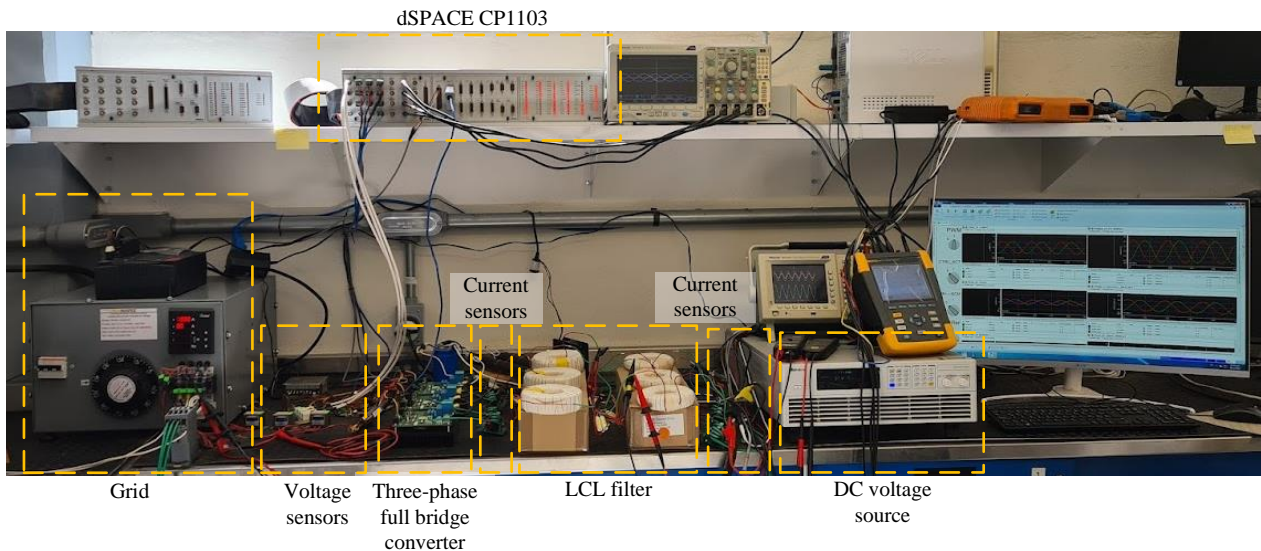 dSPACE CP1103
Current
sensors
Current
sensors
PWM
Grid
Voltage
sensors
Three-phase
full bridge
converter
LCL filter
DC voltage
source